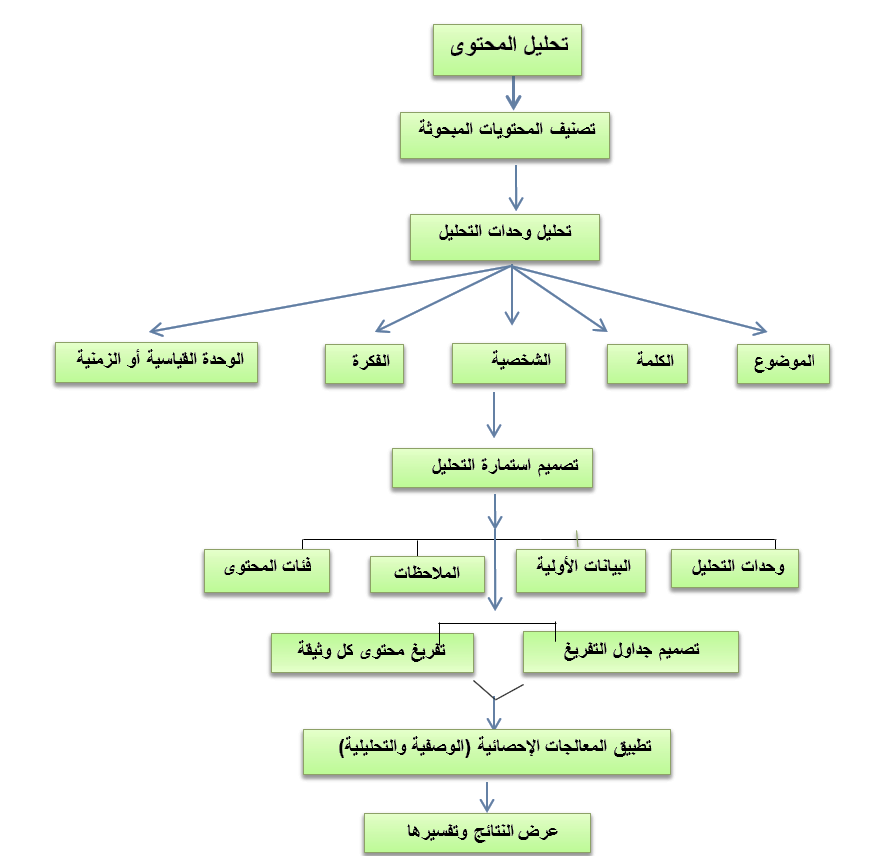 تحليل المحتوى
تصنيف المحتويات المبحوثة
تحليل وحدات التحليل
الموضوع
الكلمة
الشخصية
الفكرة
الوحدة القياسية أو الزمنية
تصميم استمارة التحليل
وحدات التحليل
البيانات الأولية
الملاحظات
فئات المحتوى
تصميم جداول التفريغ
تفريغ محتوى كل وثيقة
تطبيق المعالجات الإحصائية (الوصفية والتحليلية)
عرض النتائج وتفسيرها